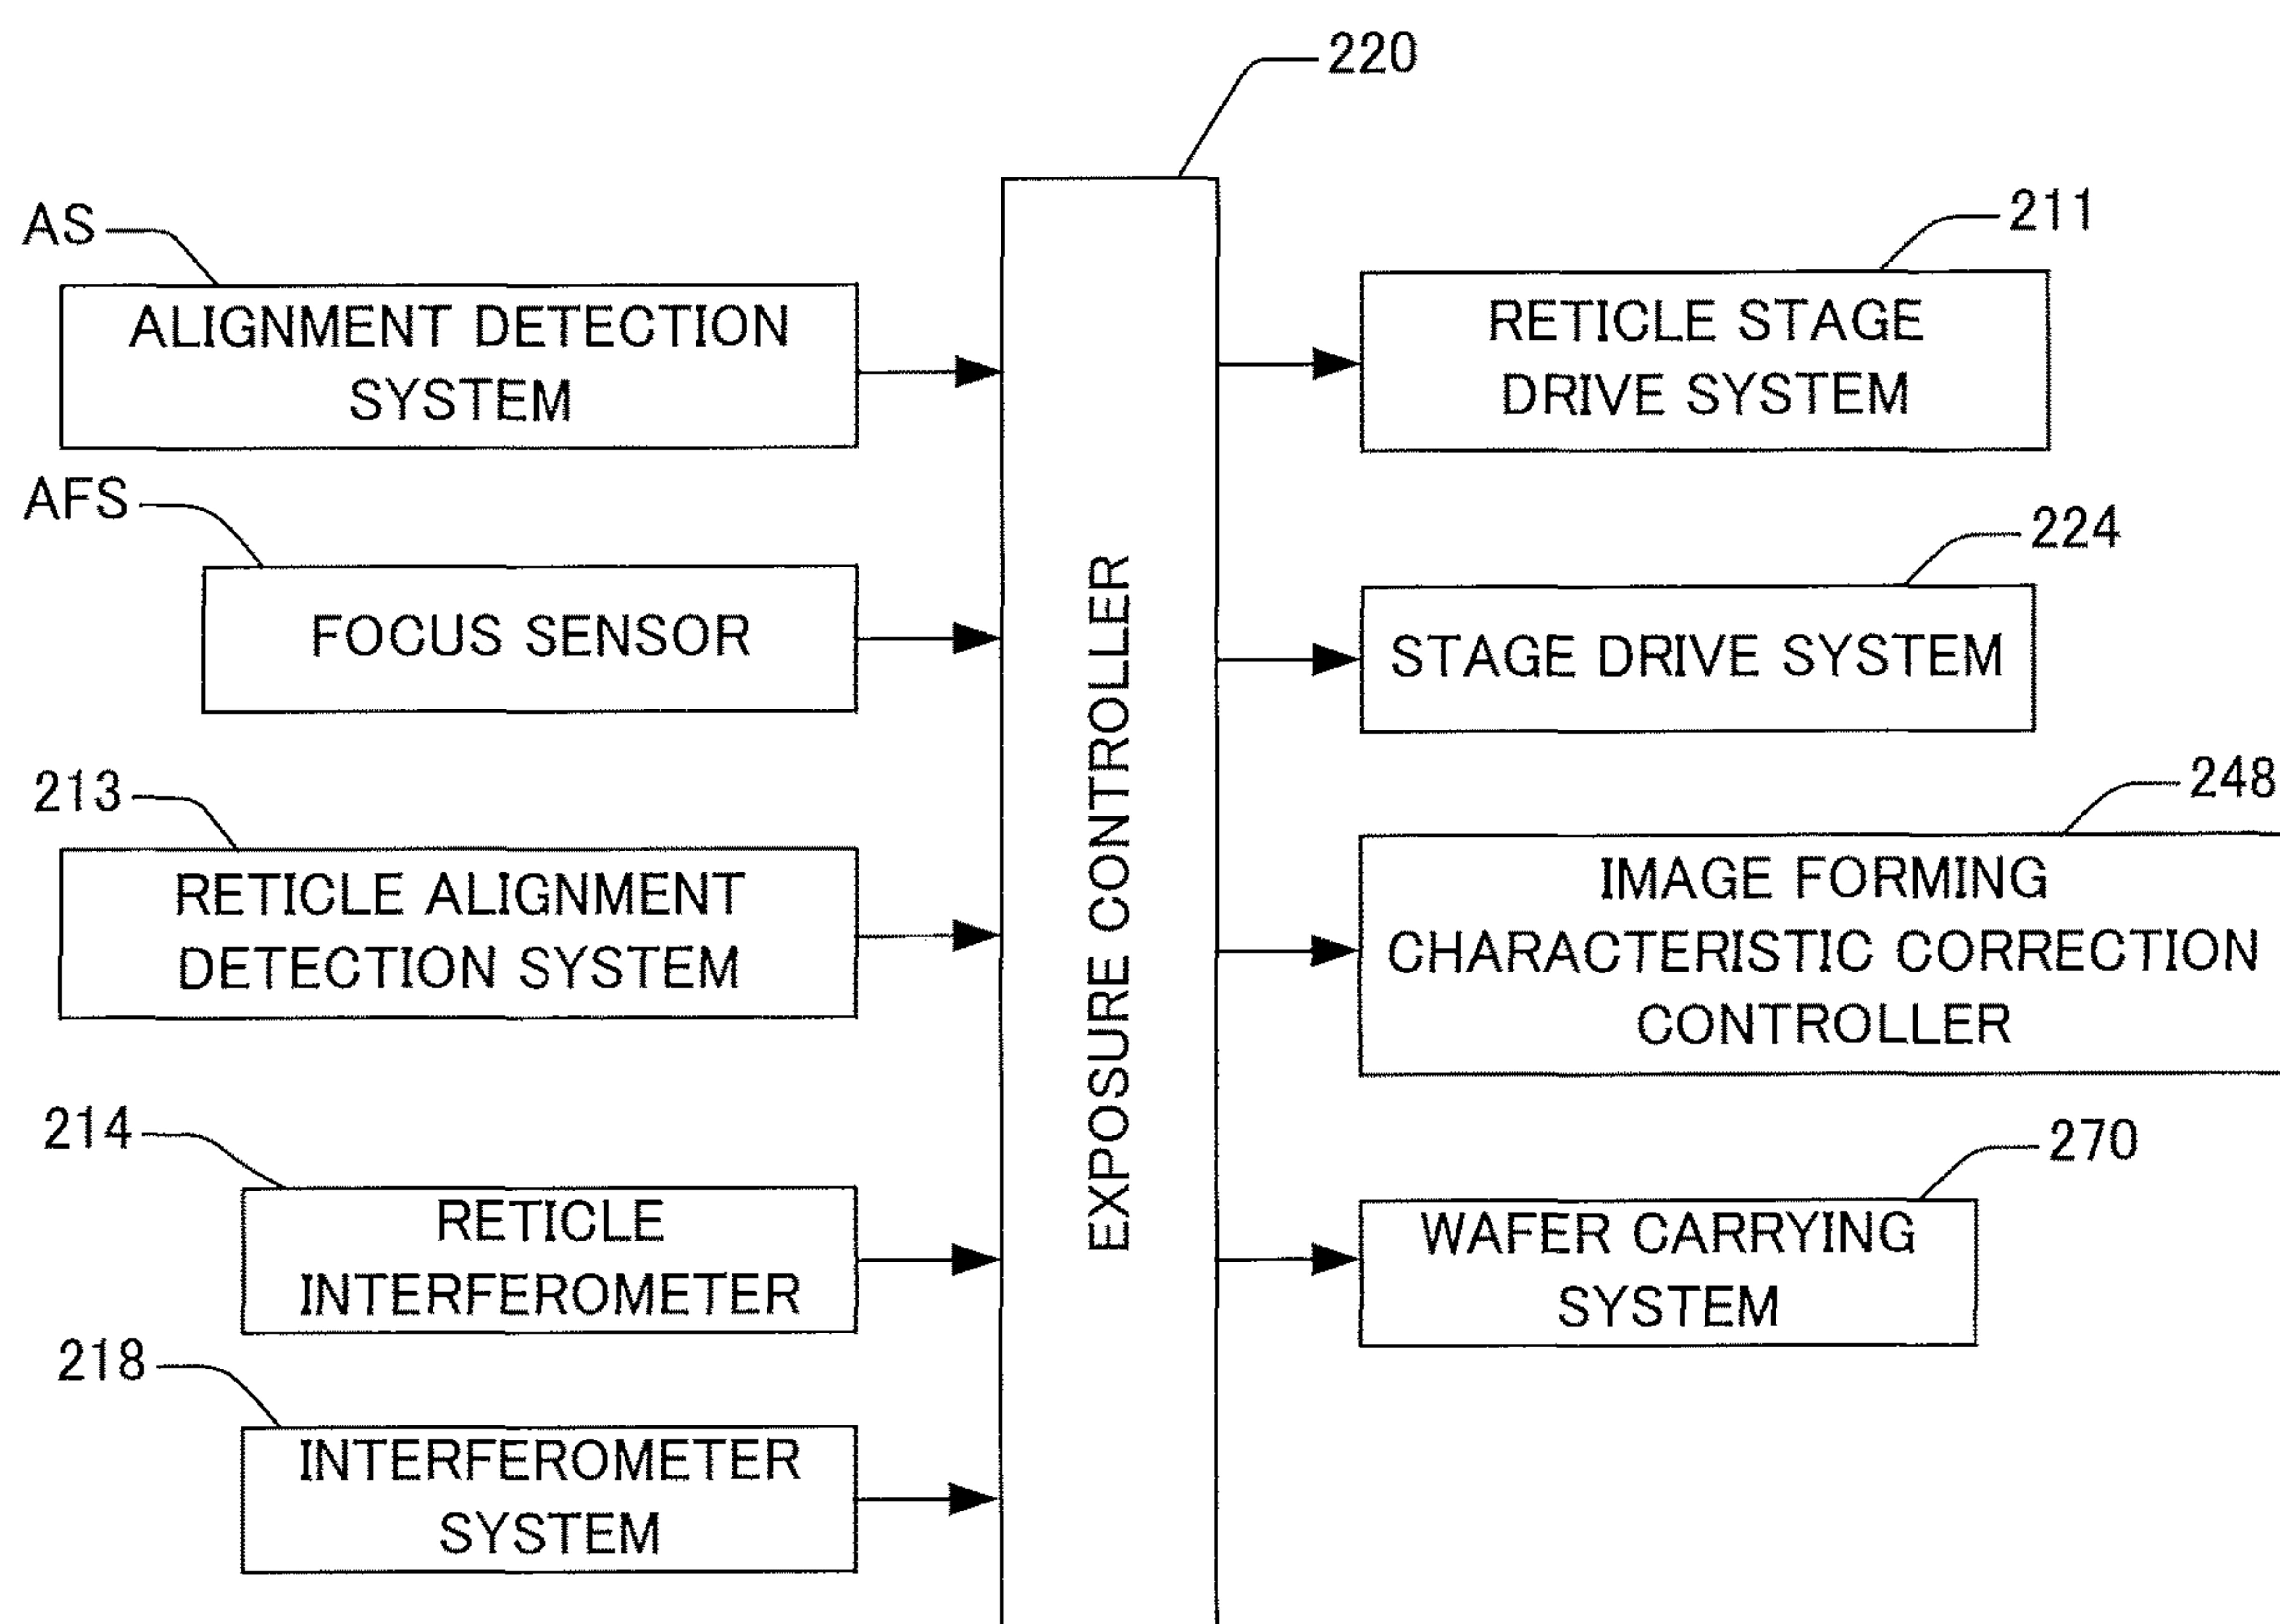 220
AS
ALIGNMENT DETECTION
SYSTEM
AFS
FOCUS SENSOR
213
RETICLE ALIGNMENT
DETECTION SYSTEM
214
RETICLE
INTERFEROMETER
218
INTERFEROMETER
SYSTEM
EXPOSURE CONTROLLER
211
RETICLE STAGE
DRIVE SYSTEM
224
STAGE DRIVE SYSTEM
248
IMAGE FORMING
CHARACTERISTIC CORRECTION
CONTROLLER
270
WAFER CARRYING
SYSTEM